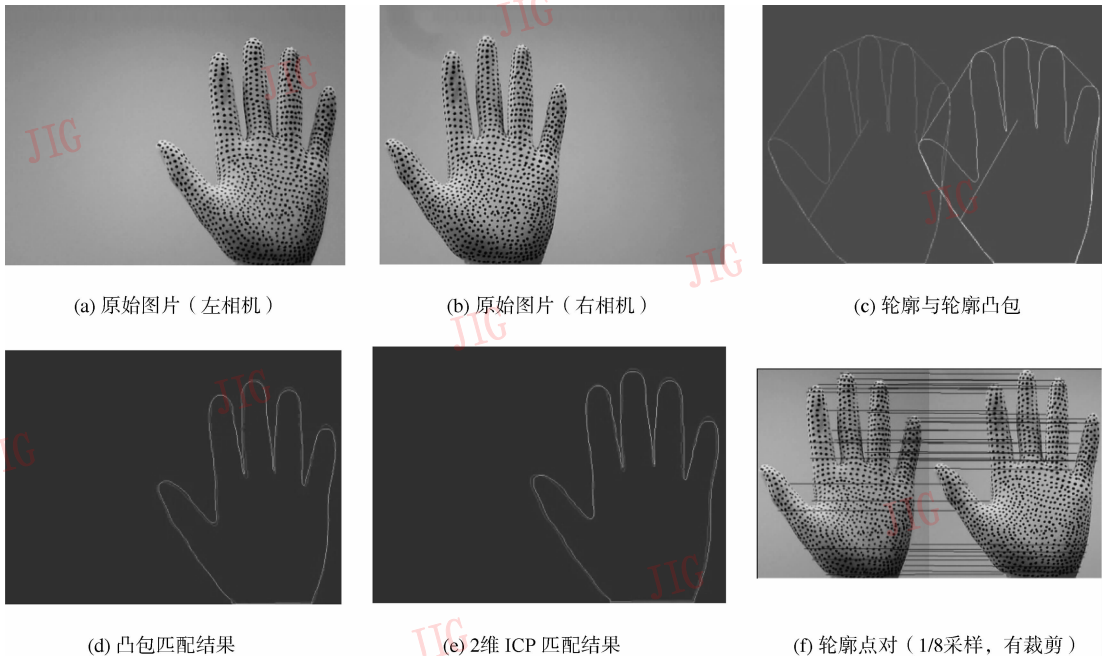 JIG
JIG
JIG
JIG
JIG
(a) 原始图片（左相机）
(b) 原始图片（右相机）
(c) 轮廓与轮廓凸包
JIG
JIG
JIG
JIG
JIG
JIG
(d) 凸包匹配结果
(e) 2维 ICP 匹配结果
(f) 轮廓点对（1/8采样，有裁剪）